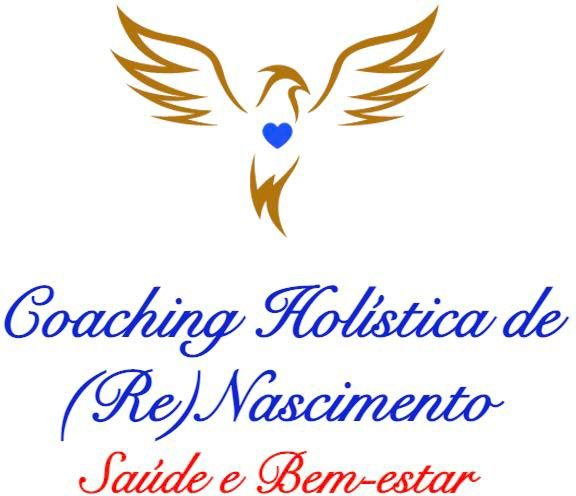 Coaching Holística de
(Re)Nascimento
Saúde e Bem-estar